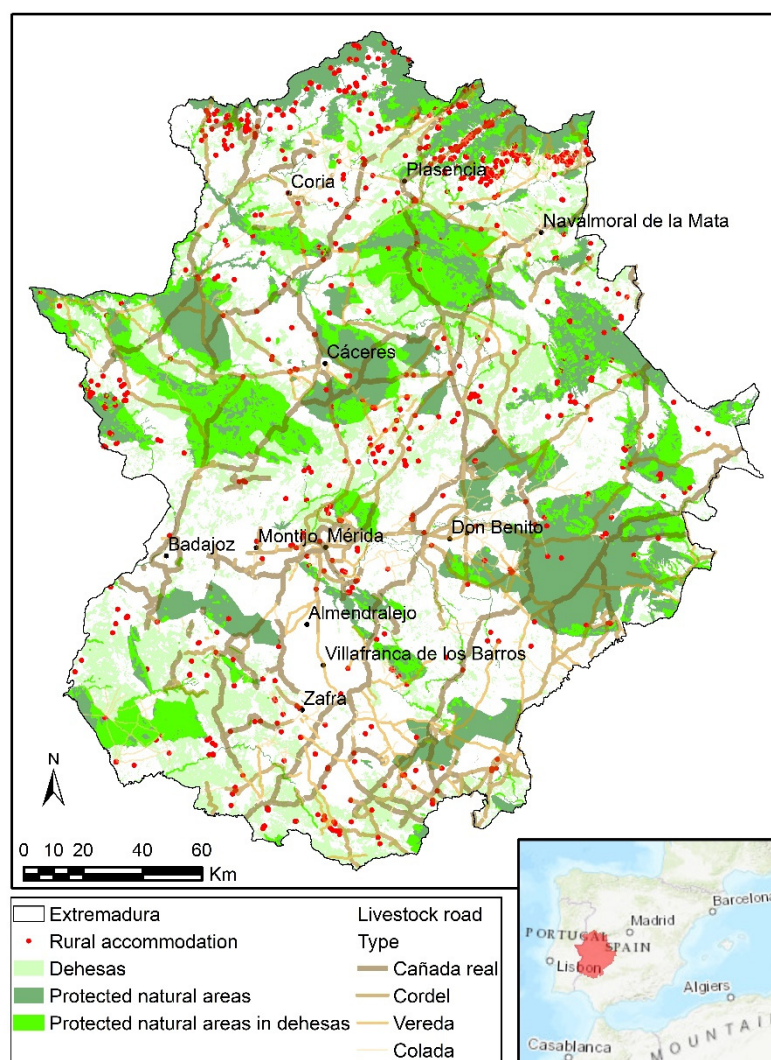 Plasencia
Coria
Navalmoral de la Mata
Cáceres
Badajoz
Montijo
Mérida
Don Benito
Almendralejo
Villafranca de los Barros
Zafra
N
0 10 20 40 60
Km
Extremadura
Rural accommodation
Dehesas
Protected natural areas
Protected natural areas in dehesas
Livestock road
Type
Cañada real
Cordel
Vereda
Colada
Barcelona
Madrid
PORTUGAL
SPAIN
Lisbon
Algiers
Casablanca
MOUNTAI